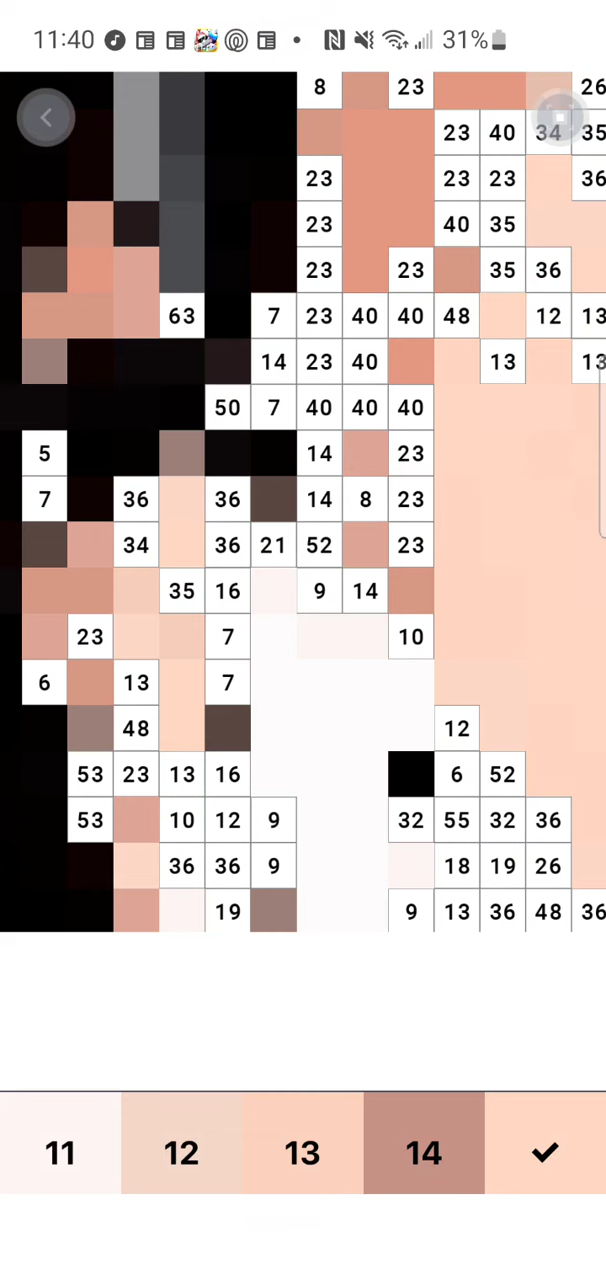 11:40 31%
8 23 26
23 40 34 35
23 23 23 36
23 40 35
23 23 35 36
63 7 23 40 40 48 12 13
14 23 40 13 13
50 7 40 40 40
5 14 23
7 36 36 14 8 23
34 36 21 52 23
35 16 9 14
23 7 10
6 13 7
48 12
53 23 13 16 6 52
53 10 12 9 32 55 32 36
36 36 9 18 19 26
19 9 13 36 48 36
11 12 13 14